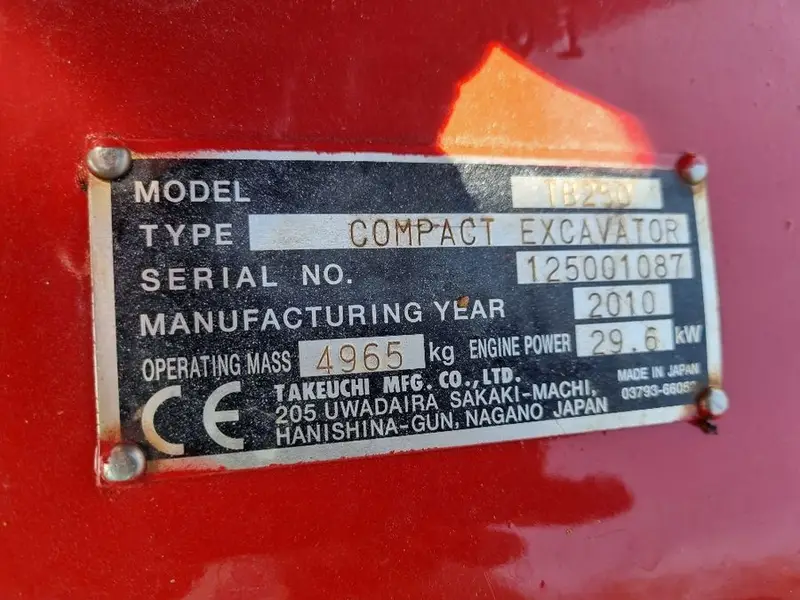 MODEL TB250
TYPE COMPACT EXCAVATOR
SERIAL NO. 125001087
MANUFACTURING YEAR 2010
OPERATING MASS 4965 kg ENGINE POWER 29.6 kW
CE TAKEUCHI MFG. CO., LTD.
205 UWADAIRA SAKAKI-MACHI,
HANISHINA-GUN, NAGANO JAPAN
MADE IN JAPAN